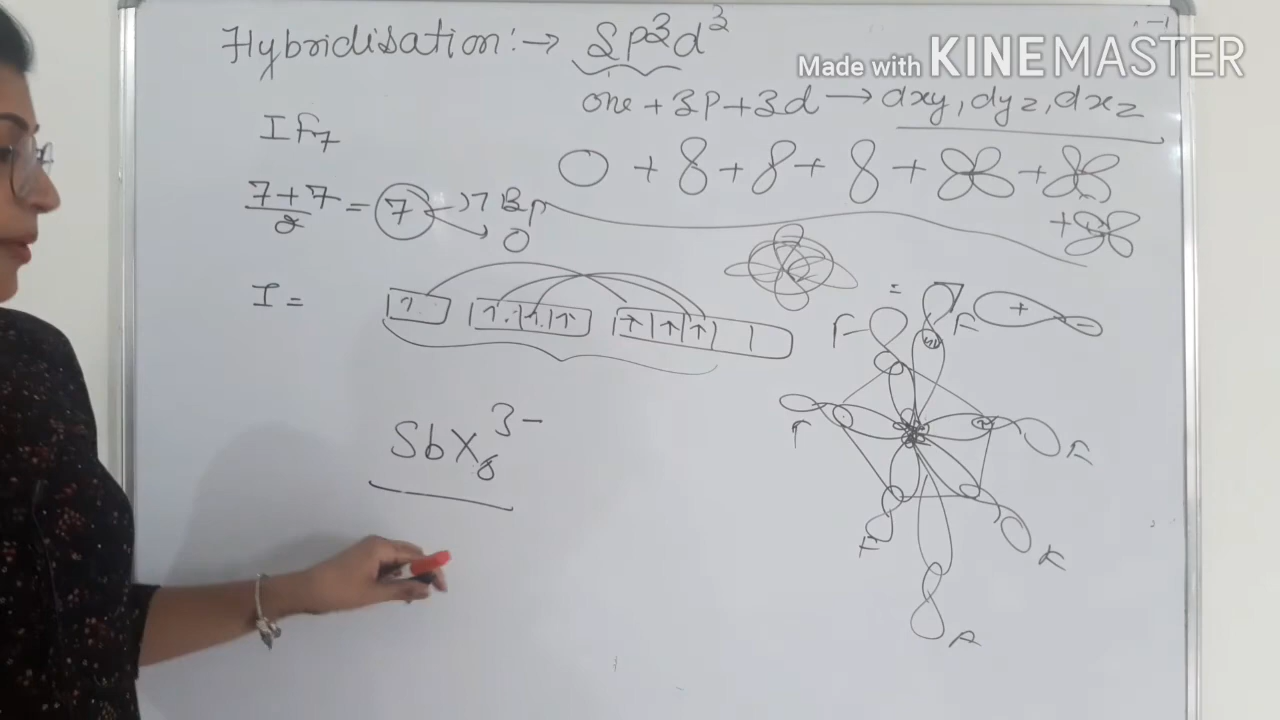 Hybridisation:→ SP³d³
Made with KINEMASTER
one + 3P + 3d → dxy, dyz, dxz
IF7
7+7/2 = 7 → 7 Bp
→ 0
I =
SbX6 3-
+ -
F F
F F
F F